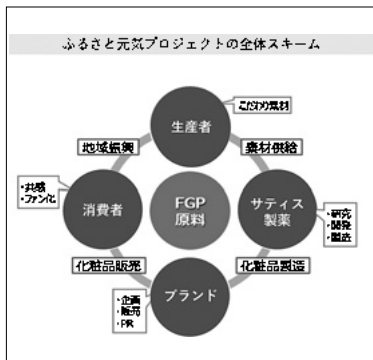 ふるさと元気プロジェクトの全体スキーム
こだわり素材
生産者
地域振興
素材供給
・共感
・ファン化
消費者
FGP
原料
サティス
製薬
・研究
・開発
・製造
化粧品販売
化粧品製造
・企画
・販売
・PR
ブランド